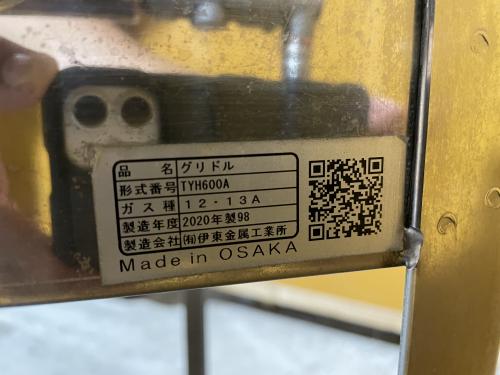 品 名 グリドル
形式番号 TYH600A
ガス種 12・13A
製造年度 2020年製98
製造会社 ㈲伊東金属工業所
Made in OSAKA